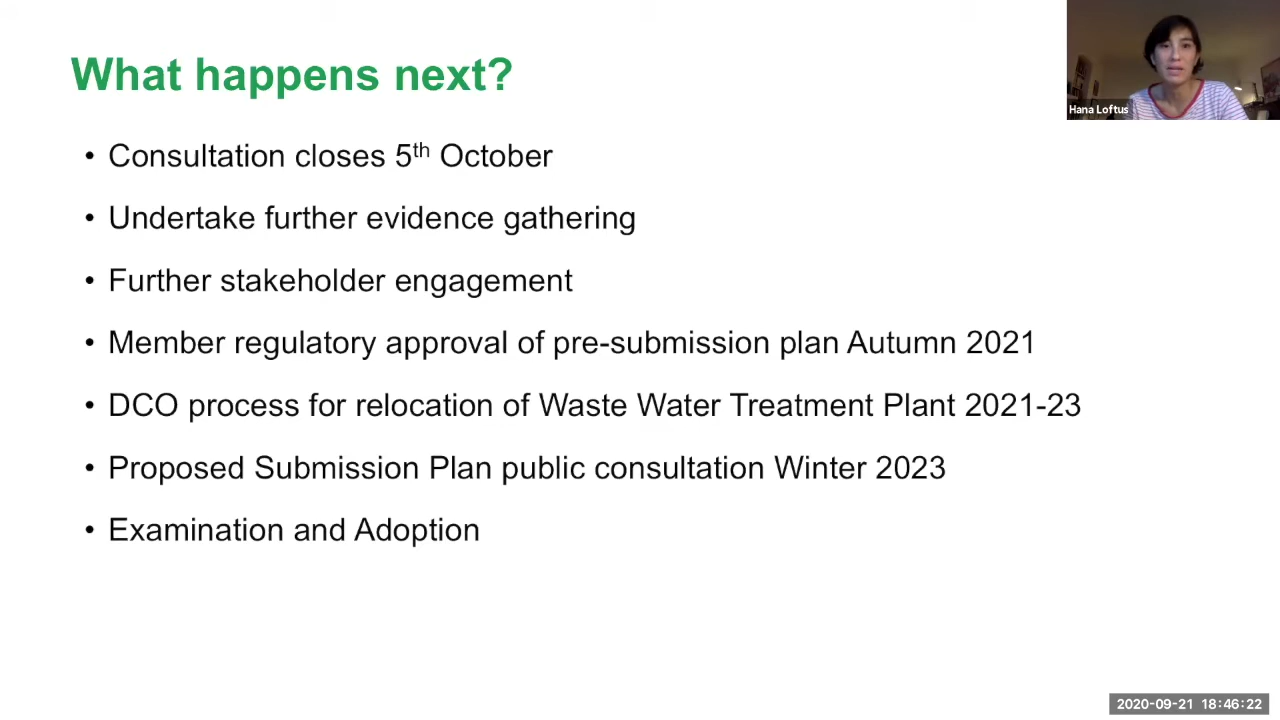 What happens next?
Hana Loftus
• Consultation closes 5th October
• Undertake further evidence gathering
• Further stakeholder engagement
• Member regulatory approval of pre-submission plan Autumn 2021
• DCO process for relocation of Waste Water Treatment Plant 2021-23
• Proposed Submission Plan public consultation Winter 2023
• Examination and Adoption
2020-09-21 18:46:22